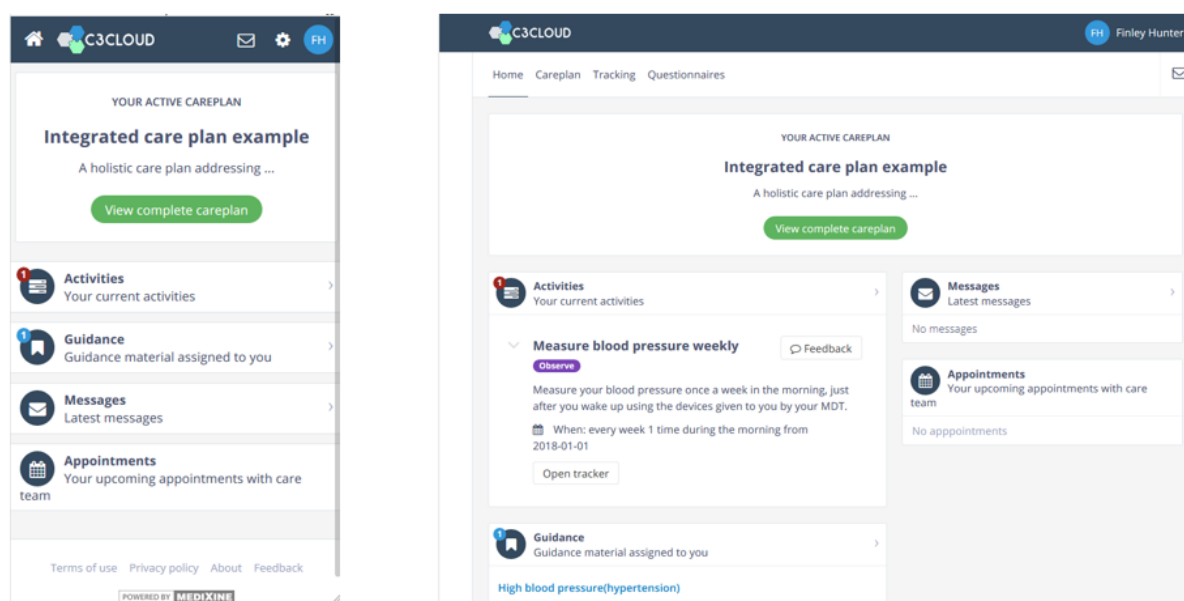 C3CLOUD
FH
YOUR ACTIVE CAREPLAN
Integrated care plan example
A holistic care plan addressing ...
View complete careplan
1
Activities
Your current activities
1
Guidance
Guidance material assigned to you
Messages
Latest messages
Appointments
Your upcoming appointments with care
team
Terms of use Privacy policy About Feedback
POWERED BY MEDIXINE
C3CLOUD
FH Finley Hunter
Home Careplan Tracking Questionnaires
YOUR ACTIVE CAREPLAN
Integrated care plan example
A holistic care plan addressing ...
View complete careplan
1
Activities
Your current activities
Measure blood pressure weekly
Feedback
Observe
Measure your blood pressure once a week in the morning, just
after you wake up using the devices given to you by your MDT.
When: every week 1 time during the morning from
2018-01-01
Open tracker
1
Guidance
Guidance material assigned to you
High blood pressure(hypertension)
Messages
Latest messages
No messages
Appointments
Your upcoming appointments with care
team
No apppointments